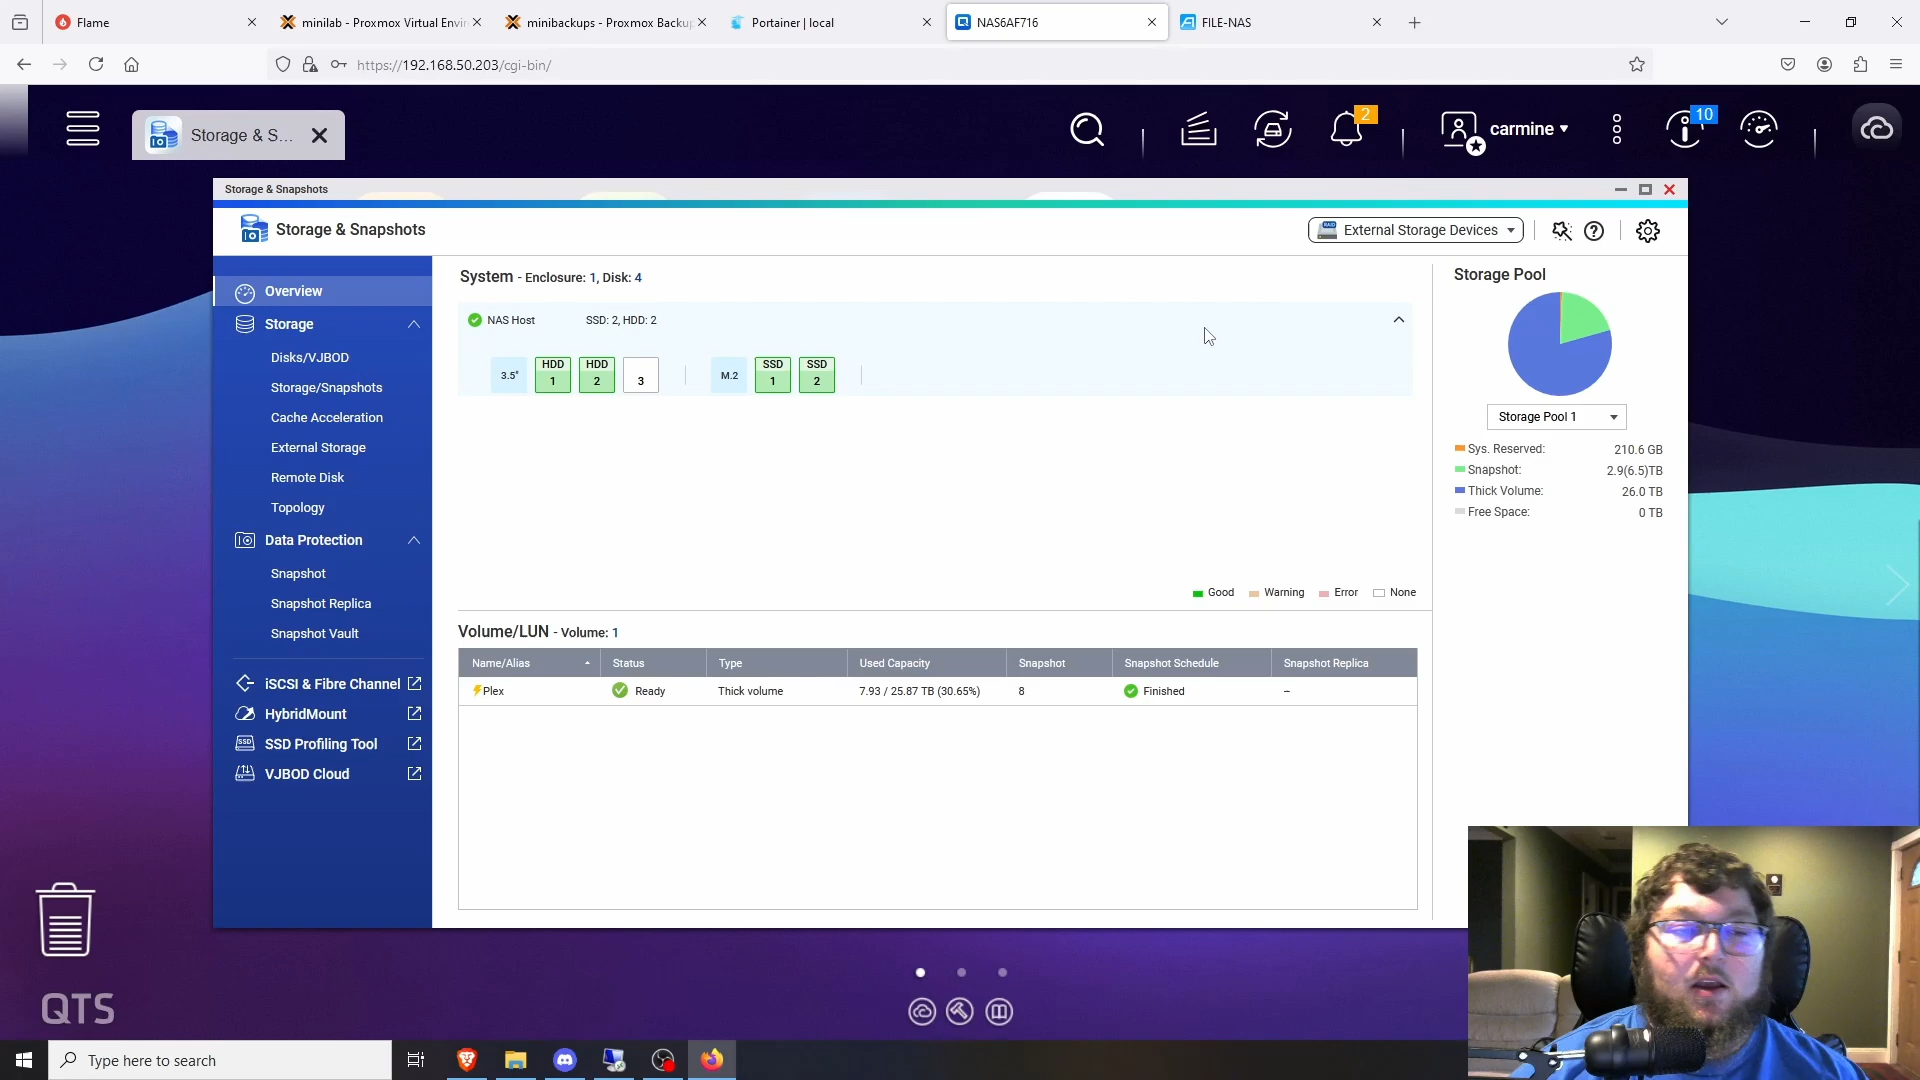 Flame
minilab - Proxmox Virtual Envir
minibackups - Proxmox Backup
Portainer | local
NAS6AF716
FILE-NAS
https://192.168.50.203/cgi-bin/
Storage & S...
2
carmine
10
Storage & Snapshots
Storage & Snapshots
External Storage Devices
Overview
Storage
Disks/VJBOD
Storage/Snapshots
Cache Acceleration
External Storage
Remote Disk
Topology
Data Protection
Snapshot
Snapshot Replica
Snapshot Vault
iSCSI & Fibre Channel
HybridMount
SSD Profiling Tool
VJBOD Cloud
System - Enclosure: 1, Disk: 4
NAS Host SSD: 2, HDD: 2
3.5" HDD 1 HDD 2 3 M.2 SSD 1 SSD 2
Good Warning Error None
Volume/LUN - Volume: 1
Name/Alias Status Type Used Capacity Snapshot Snapshot Schedule Snapshot Replica
Plex Ready Thick volume 7.93 / 25.87 TB (30.65%) 8 Finished –
Storage Pool
Storage Pool 1
Sys. Reserved: 210.6 GB
Snapshot: 2.9(6.5)TB
Thick Volume: 26.0 TB
Free Space: 0 TB
QTS
Type here to search